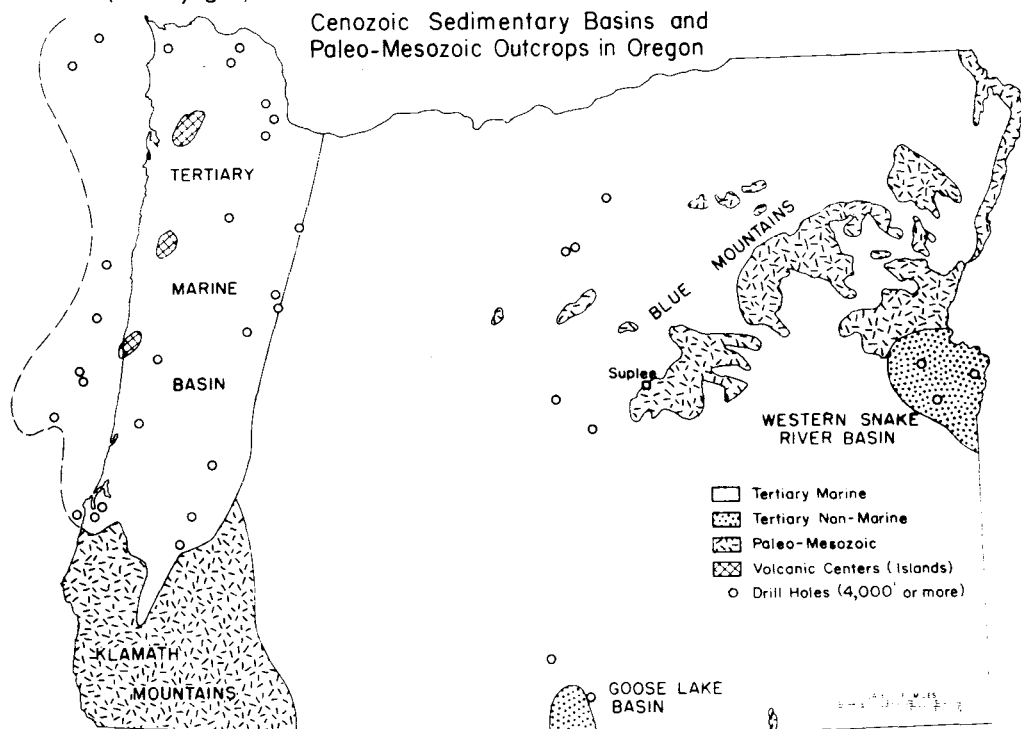 Cenozoic Sedimentary Basins and
Paleo-Mesozoic Outcrops in Oregon
TERTIARY
MARINE
BASIN
BLUE MOUNTAINS
Suplee
WESTERN SNAKE
RIVER BASIN
Tertiary Marine
Tertiary Non-Marine
Paleo-Mesozoic
Volcanic Centers (Islands)
Drill Holes (4,000' or more)
KLAMATH
MOUNTAINS
GOOSE LAKE
BASIN
MILES